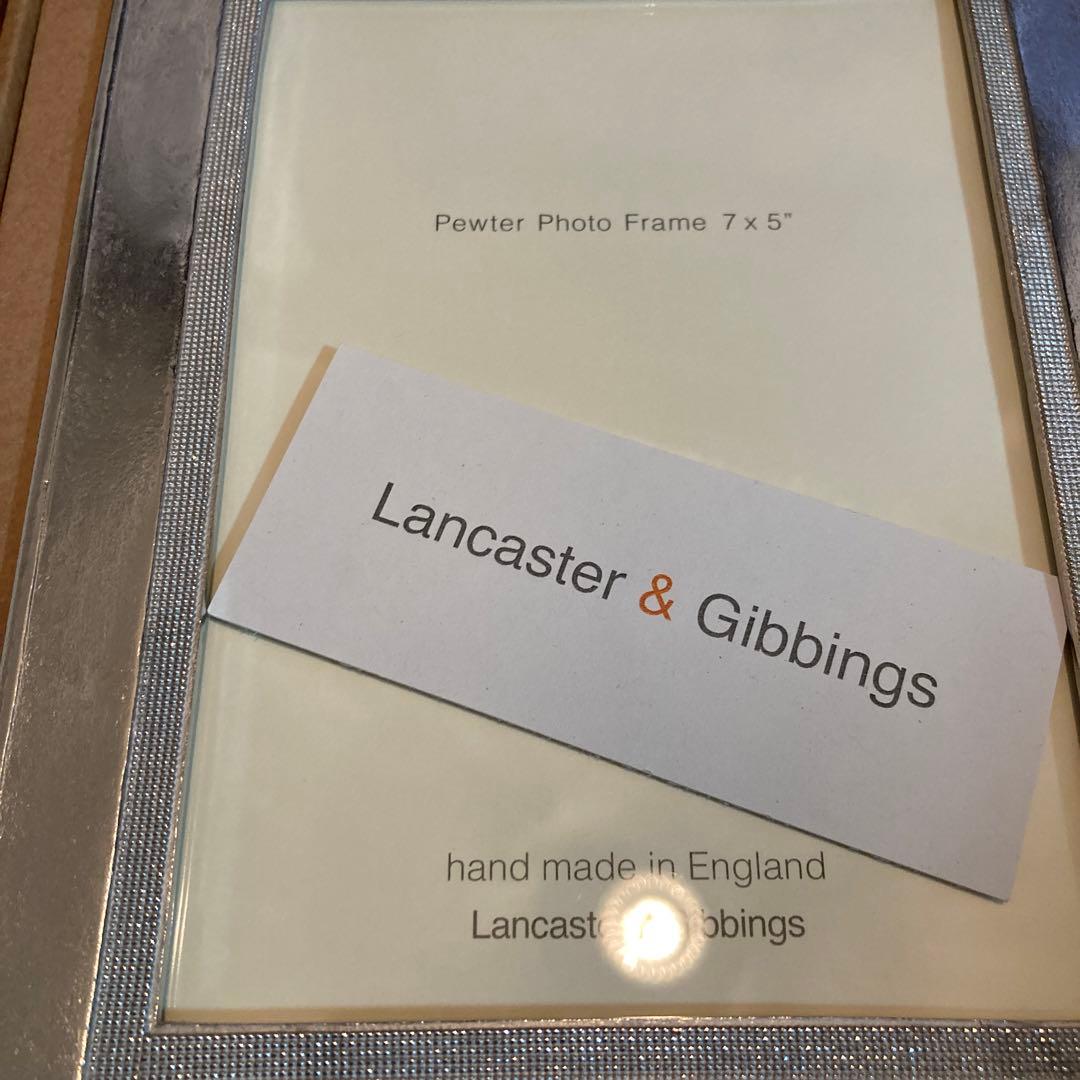 Pewter Photo Frame 7 x 5"
Lancaster & Gibbings
hand made in England